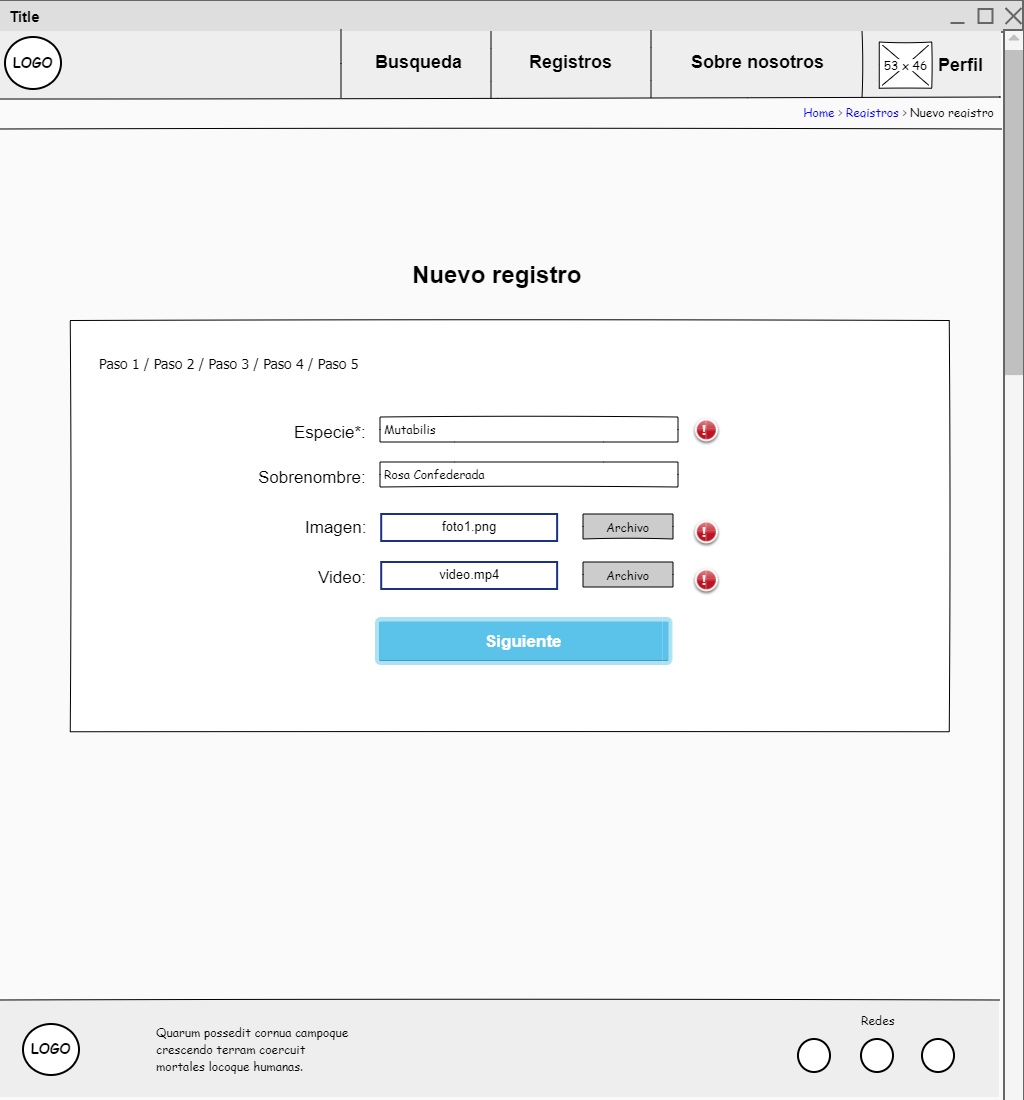 Title
LOGO
Busqueda
Registros
Sobre nosotros
53 x 46
Perfil
Home > Registros > Nuevo registro
Nuevo registro
Paso 1 / Paso 2 / Paso 3 / Paso 4 / Paso 5
Especie*: Mutabilis !
Sobrenombre: Rosa Confederada
Imagen: foto1.png Archivo !
Video: video.mp4 Archivo !
Siguiente
LOGO
Quarum possedit cornua campoque
crescendo terram coercuit
mortales locoque humanas.
Redes